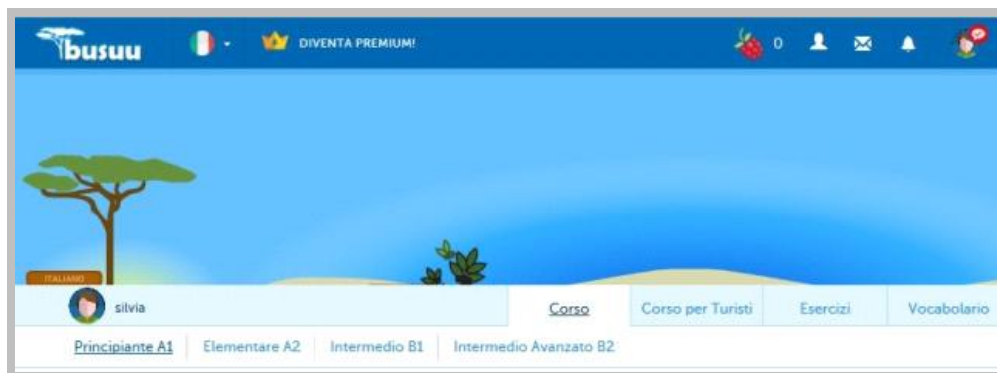 busuu DIVENTA PREMIUM! 0
ITALIANO
silvia Corso Corso per Turisti Esercizi Vocabolario
Principiante A1 Elementare A2 Intermedio B1 Intermedio Avanzato B2